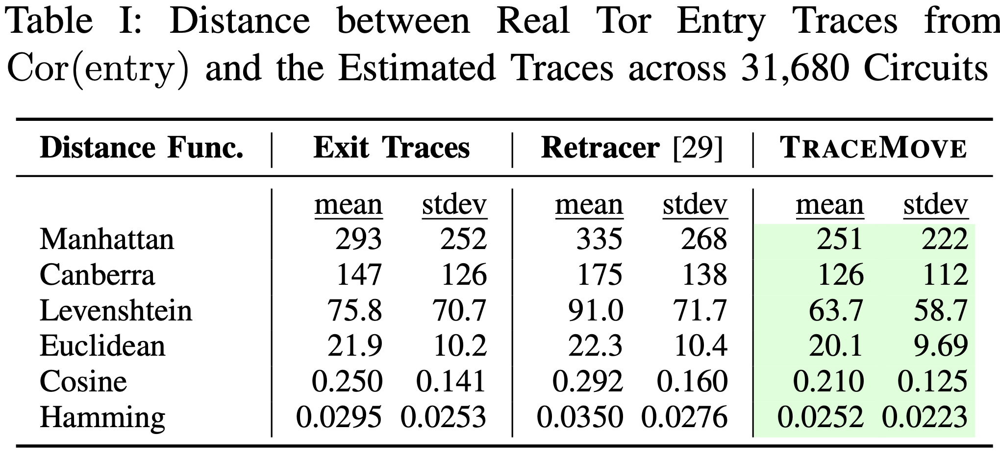 Table I: Distance between Real Tor Entry Traces from
Cor(entry) and the Estimated Traces across 31,680 Circuits
Distance Func. Exit Traces Retracer [29] TRACEMOVE
mean stdev mean stdev mean stdev
Manhattan 293 252 335 268 251 222
Canberra 147 126 175 138 126 112
Levenshtein 75.8 70.7 91.0 71.7 63.7 58.7
Euclidean 21.9 10.2 22.3 10.4 20.1 9.69
Cosine 0.250 0.141 0.292 0.160 0.210 0.125
Hamming 0.0295 0.0253 0.0350 0.0276 0.0252 0.0223